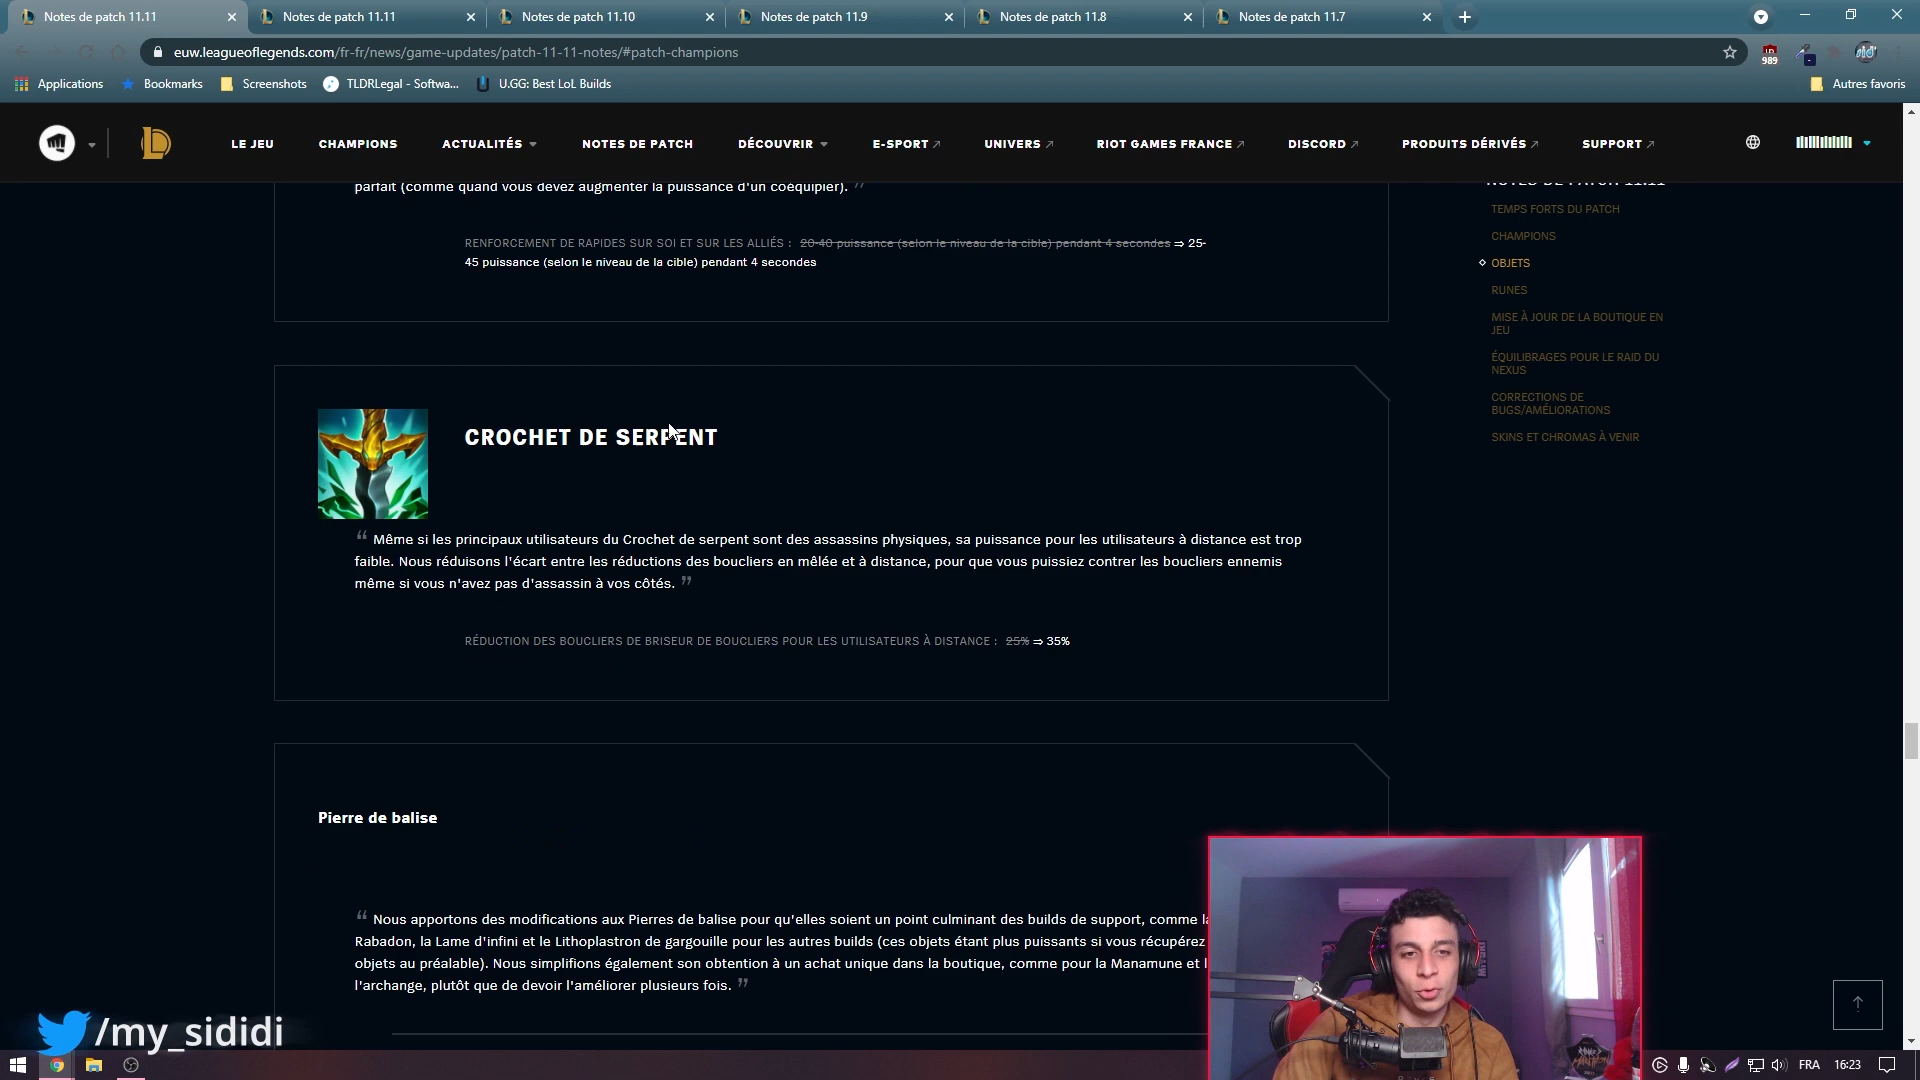 Notes de patch 11.11
Notes de patch 11.11
Notes de patch 11.10
Notes de patch 11.9
Notes de patch 11.8
Notes de patch 11.7
euw.leagueoflegends.com/fr-fr/news/game-updates/patch-11-11-notes/#patch-champions
989
Applications
Bookmarks
Screenshots
TLDRLegal - Softwa...
U.GG: Best LoL Builds
Autres favoris
LE JEU
CHAMPIONS
ACTUALITÉS
NOTES DE PATCH
DÉCOUVRIR
E-SPORT
UNIVERS
RIOT GAMES FRANCE
DISCORD
PRODUITS DÉRIVÉS
SUPPORT
parfait (comme quand vous devez augmenter la puissance d'un coéquipier). ”
RENFORCEMENT DE RAPIDES SUR SOI ET SUR LES ALLIÉS : 20-40 puissance (selon le niveau de la cible) pendant 4 secondes ⇒ 25-
45 puissance (selon le niveau de la cible) pendant 4 secondes
NOTES DE PATCH 11.11
TEMPS FORTS DU PATCH
CHAMPIONS
OBJETS
RUNES
MISE À JOUR DE LA BOUTIQUE EN
JEU
ÉQUILIBRAGES POUR LE RAID DU
NEXUS
CORRECTIONS DE
BUGS/AMÉLIORATIONS
SKINS ET CHROMAS À VENIR
CROCHET DE SERPENT
“ Même si les principaux utilisateurs du Crochet de serpent sont des assassins physiques, sa puissance pour les utilisateurs à distance est trop
faible. Nous réduisons l'écart entre les réductions des boucliers en mêlée et à distance, pour que vous puissiez contrer les boucliers ennemis
même si vous n'avez pas d'assassin à vos côtés. ”
RÉDUCTION DES BOUCLIERS DE BRISEUR DE BOUCLIERS POUR LES UTILISATEURS À DISTANCE : 25% ⇒ 35%
Pierre de balise
“ Nous apportons des modifications aux Pierres de balise pour qu'elles soient un point culminant des builds de support, comme
Rabadon, la Lame d'infini et le Lithoplastron de gargouille pour les autres builds (ces objets étant plus puissants si vous récupérez
objets au préalable). Nous simplifions également son obtention à un achat unique dans la boutique, comme pour la Manamune et
l'archange, plutôt que de devoir l'améliorer plusieurs fois. ”
/my_sididi
FRA
16:23